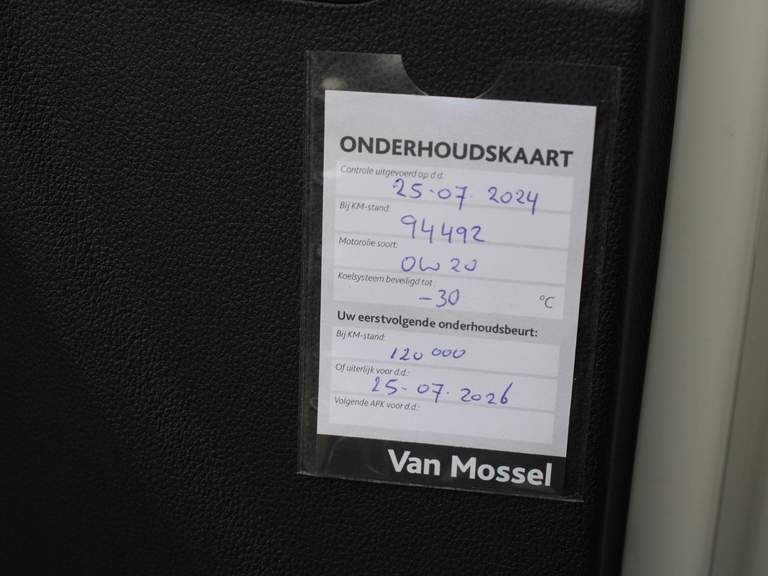 ONDERHOUDSKAART
Controle uitgevoerd op d.d.:
25-07-2024
Bij KM-stand:
94492
Motorolie soort:
0W20
Koelsysteem beveiligd tot:
-30 °C
Uw eerstvolgende onderhoudsbeurt:
Bij KM-stand:
120 000
Of uiterlijk voor d.d.:
25-07-2026
Volgende APK voor d.d.:
Van Mossel